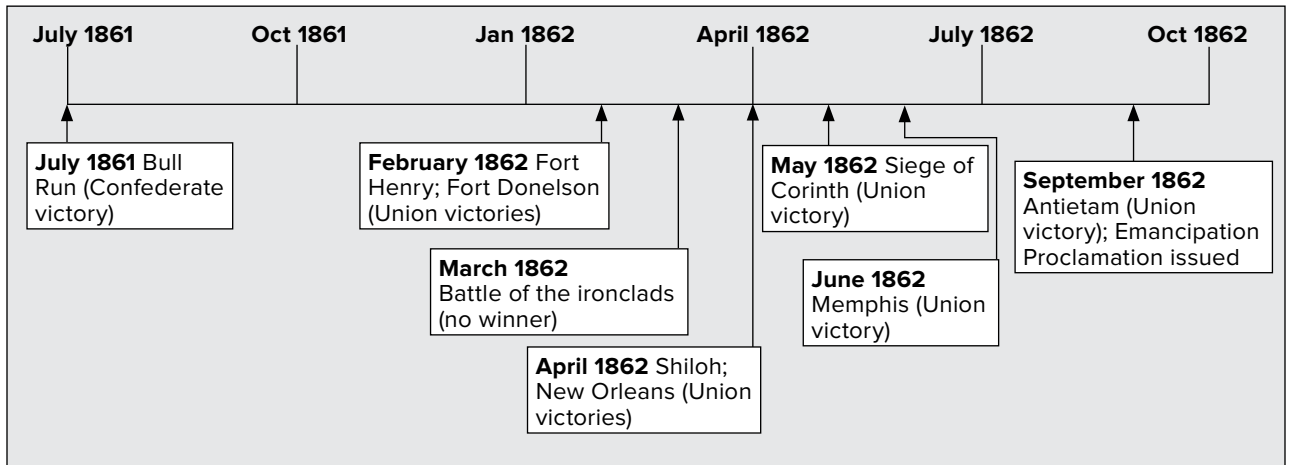 July 1861
Oct 1861
Jan 1862
April 1862
July 1862
Oct 1862
July 1861 Bull
Run (Confederate
victory)
February 1862 Fort
Henry; Fort Donelson
(Union victories)
March 1862
Battle of the ironclads
(no winner)
April 1862 Shiloh;
New Orleans (Union
victories)
May 1862 Siege of
Corinth (Union
victory)
June 1862
Memphis (Union
victory)
September 1862
Antietam (Union
victory); Emancipation
Proclamation issued